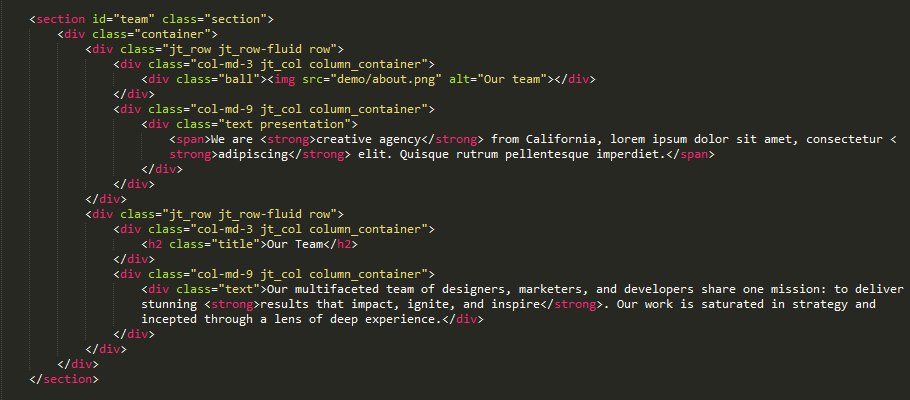 <section id="team" class="section">
<div class="container">
<div class="jt_row jt_row-fluid row">
<div class="col-md-3 jt_col column_container">
<div class="ball"><img src="demo/about.png" alt="Our team"></div>
</div>
<div class="col-md-9 jt_col column_container">
<div class="text presentation">
<span>We are <strong>creative agency</strong> from California, lorem ipsum dolor sit amet, consectetur <
strong>adipiscing</strong> elit. Quisque rutrum pellentesque imperdiet.</span>
</div>
</div>
</div>
<div class="jt_row jt_row-fluid row">
<div class="col-md-3 jt_col column_container">
<h2 class="title">Our Team</h2>
</div>
<div class="col-md-9 jt_col column_container">
<div class="text">Our multifaceted team of designers, marketers, and developers share one mission: to deliver
stunning <strong>results that impact, ignite, and inspire</strong>. Our work is saturated in strategy and
incepted through a lens of deep experience.</div>
</div>
</div>
</div>
</section>